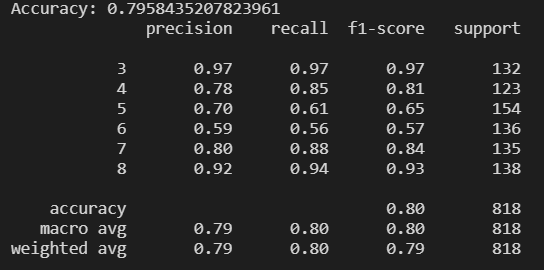 Accuracy: 0.7958435207823961
precision recall f1-score support
3 0.97 0.97 0.97 132
4 0.78 0.85 0.81 123
5 0.70 0.61 0.65 154
6 0.59 0.56 0.57 136
7 0.80 0.88 0.84 135
8 0.92 0.94 0.93 138
accuracy 0.80 818
macro avg 0.79 0.80 0.80 818
weighted avg 0.79 0.80 0.79 818